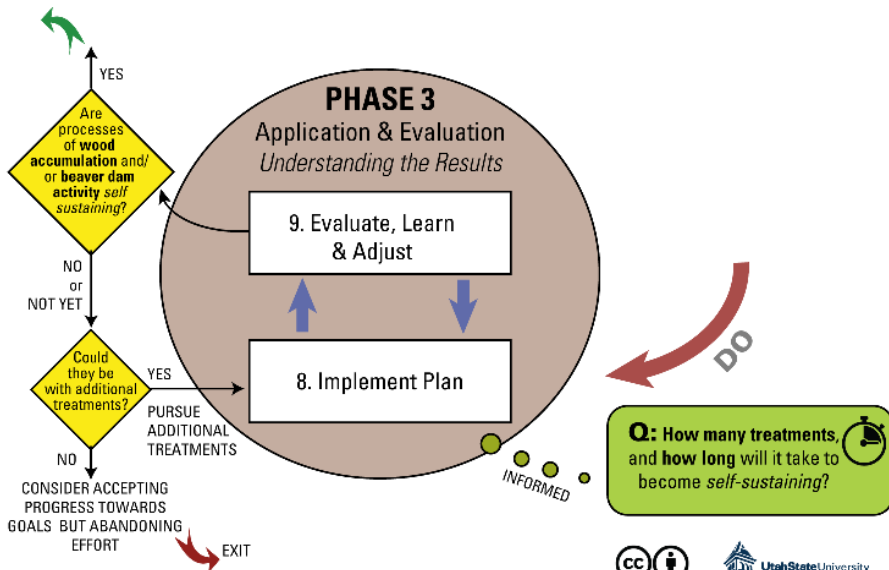 YES
Are
processes
of wood
accumulation and/
or beaver dam
activity self
sustaining?
NO
or
NOT YET
Could
they be
with additional
treatments?
YES
PURSUE
ADDITIONAL
TREATMENTS
NO
CONSIDER ACCEPTING
PROGRESS TOWARDS
GOALS BUT ABANDONING
EFFORT
EXIT
PHASE 3
Application & Evaluation
Understanding the Results
9. Evaluate, Learn
& Adjust
8. Implement Plan
DO
INFORMED
Q: How many treatments,
and how long will it take to
become self-sustaining?
cc
UtahStateUniversity